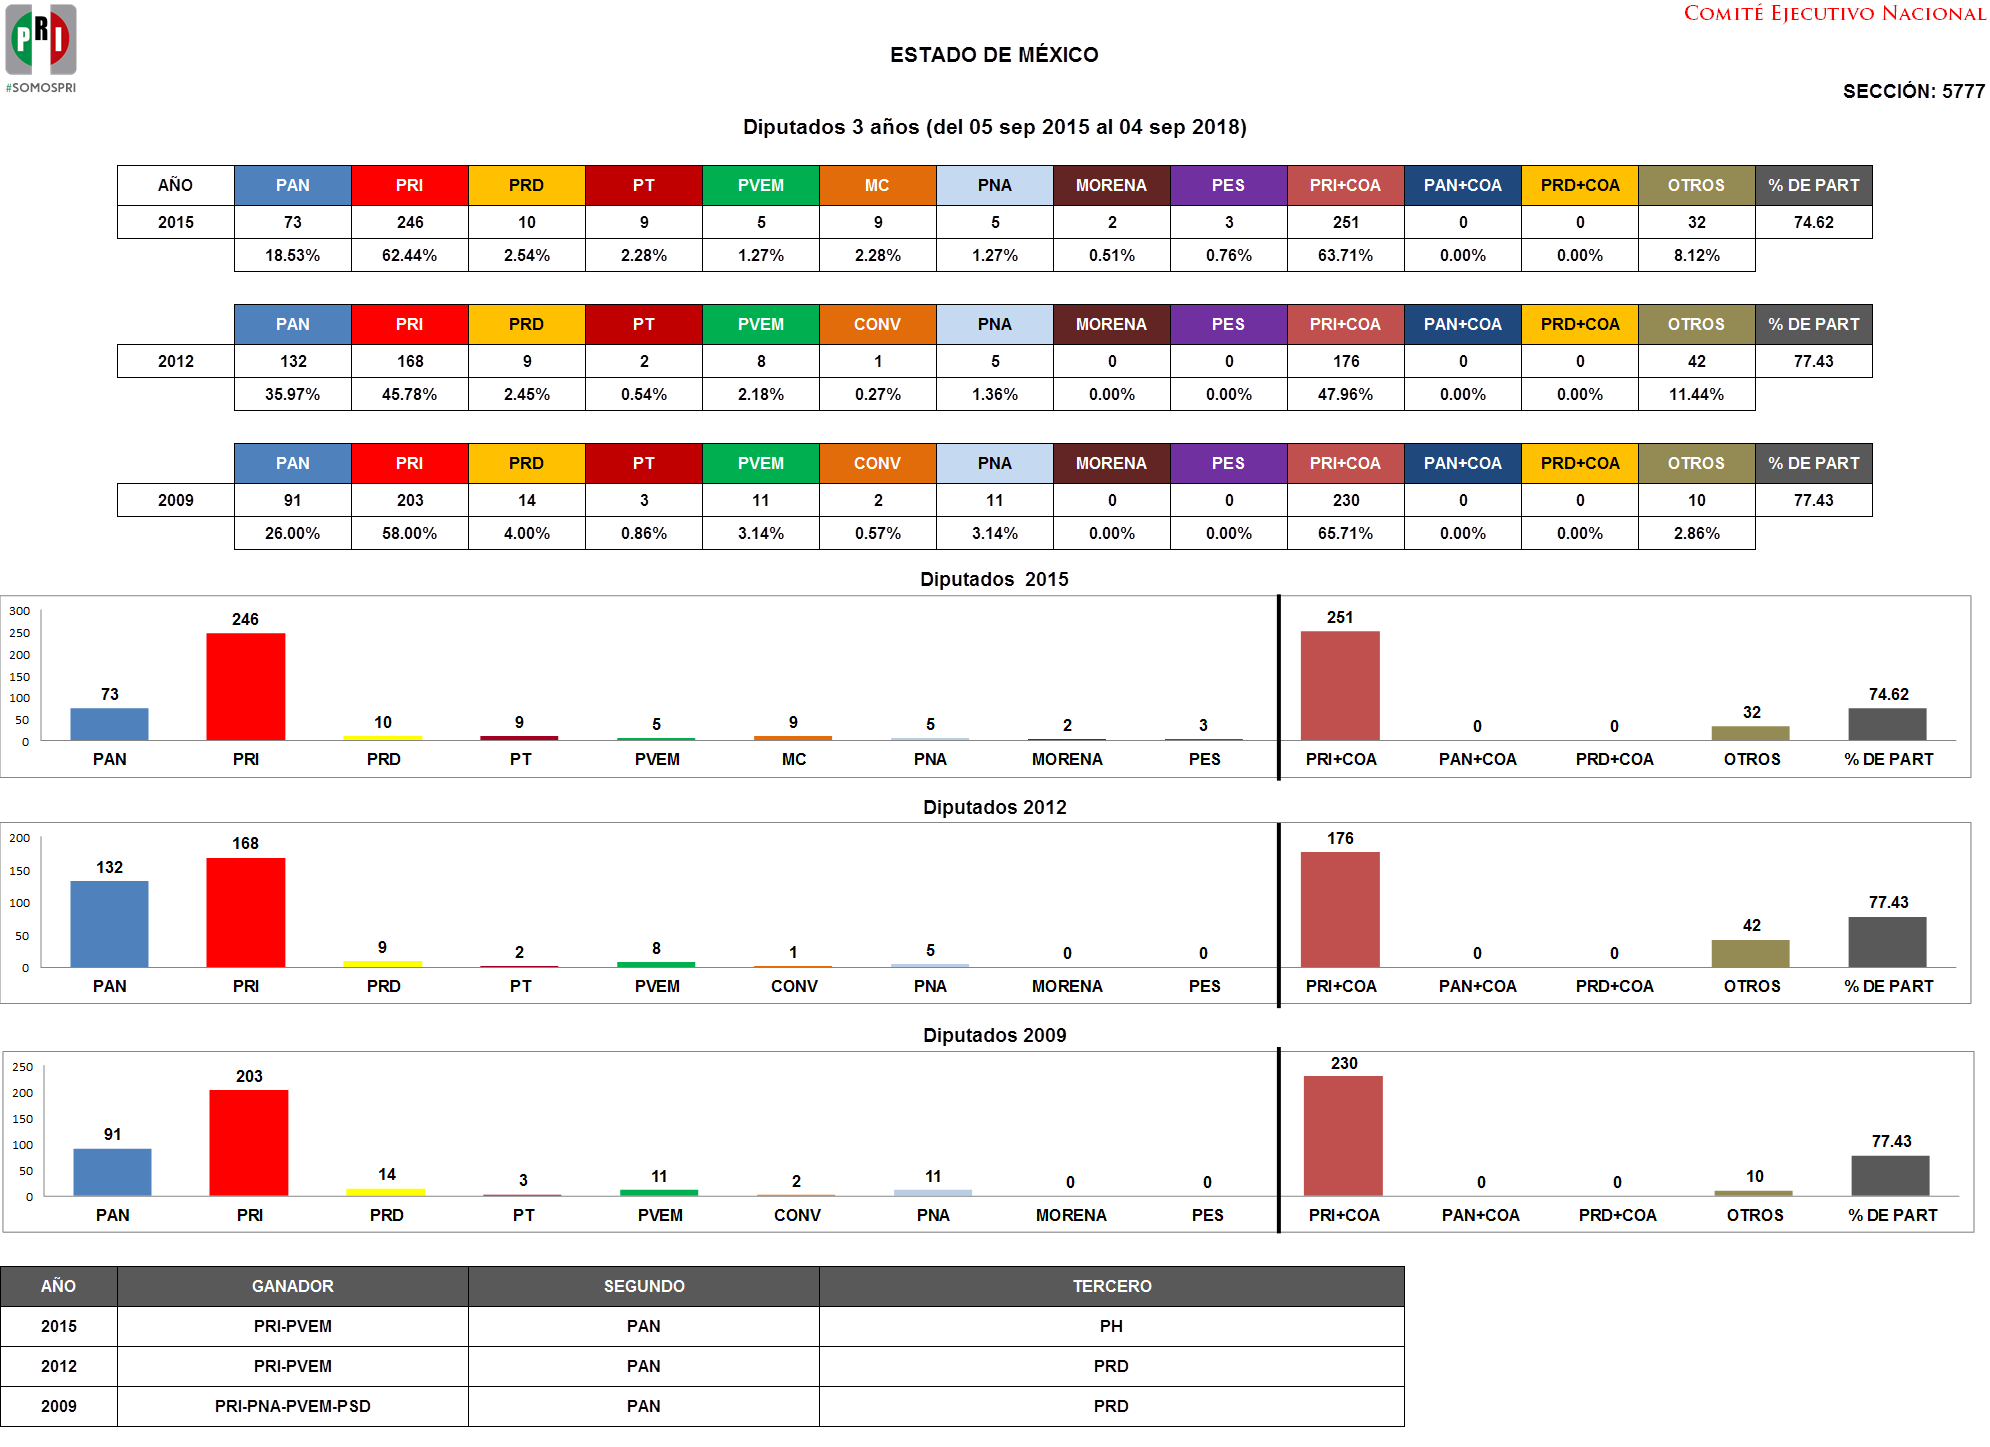 PRI
#SOMOSPRI
COMITÉ EJECUTIVO NACIONAL
ESTADO DE MÉXICO
SECCIÓN: 5777
Diputados 3 años (del 05 sep 2015 al 04 sep 2018)
AÑO PAN PRI PRD PT PVEM MC PNA MORENA PES PRI+COA PAN+COA PRD+COA OTROS % DE PART
2015 73 246 10 9 5 9 5 2 3 251 0 0 32 74.62
18.53% 62.44% 2.54% 2.28% 1.27% 2.28% 1.27% 0.51% 0.76% 63.71% 0.00% 0.00% 8.12%
PAN PRI PRD PT PVEM CONV PNA MORENA PES PRI+COA PAN+COA PRD+COA OTROS % DE PART
2012 132 168 9 2 8 1 5 0 0 176 0 0 42 77.43
35.97% 45.78% 2.45% 0.54% 2.18% 0.27% 1.36% 0.00% 0.00% 47.96% 0.00% 0.00% 11.44%
PAN PRI PRD PT PVEM CONV PNA MORENA PES PRI+COA PAN+COA PRD+COA OTROS % DE PART
2009 91 203 14 3 11 2 11 0 0 230 0 0 10 77.43
26.00% 58.00% 4.00% 0.86% 3.14% 0.57% 3.14% 0.00% 0.00% 65.71% 0.00% 0.00% 2.86%
Diputados 2015
300
250
200
150
100
50
0
73 246 10 9 5 9 5 2 3 251 0 0 32 74.62
PAN PRI PRD PT PVEM MC PNA MORENA PES PRI+COA PAN+COA PRD+COA OTROS % DE PART
Diputados 2012
200
150
100
50
0
132 168 9 2 8 1 5 0 0 176 0 0 42 77.43
PAN PRI PRD PT PVEM CONV PNA MORENA PES PRI+COA PAN+COA PRD+COA OTROS % DE PART
Diputados 2009
250
200
150
100
50
0
91 203 14 3 11 2 11 0 0 230 0 0 10 77.43
PAN PRI PRD PT PVEM CONV PNA MORENA PES PRI+COA PAN+COA PRD+COA OTROS % DE PART
AÑO GANADOR SEGUNDO TERCERO
2015 PRI-PVEM PAN PH
2012 PRI-PVEM PAN PRD
2009 PRI-PNA-PVEM-PSD PAN PRD